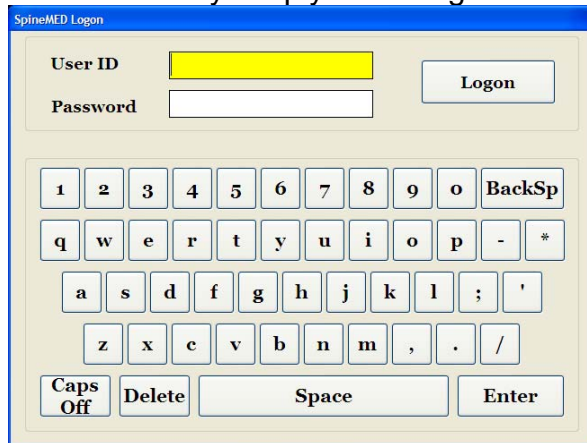 SpineMED Logon
User ID
Logon
Password
1 2 3 4 5 6 7 8 9 0 BackSp
q w e r t y u i o p - *
a s d f g h j k l ; '
z x c v b n m , . /
Caps Off Delete Space Enter